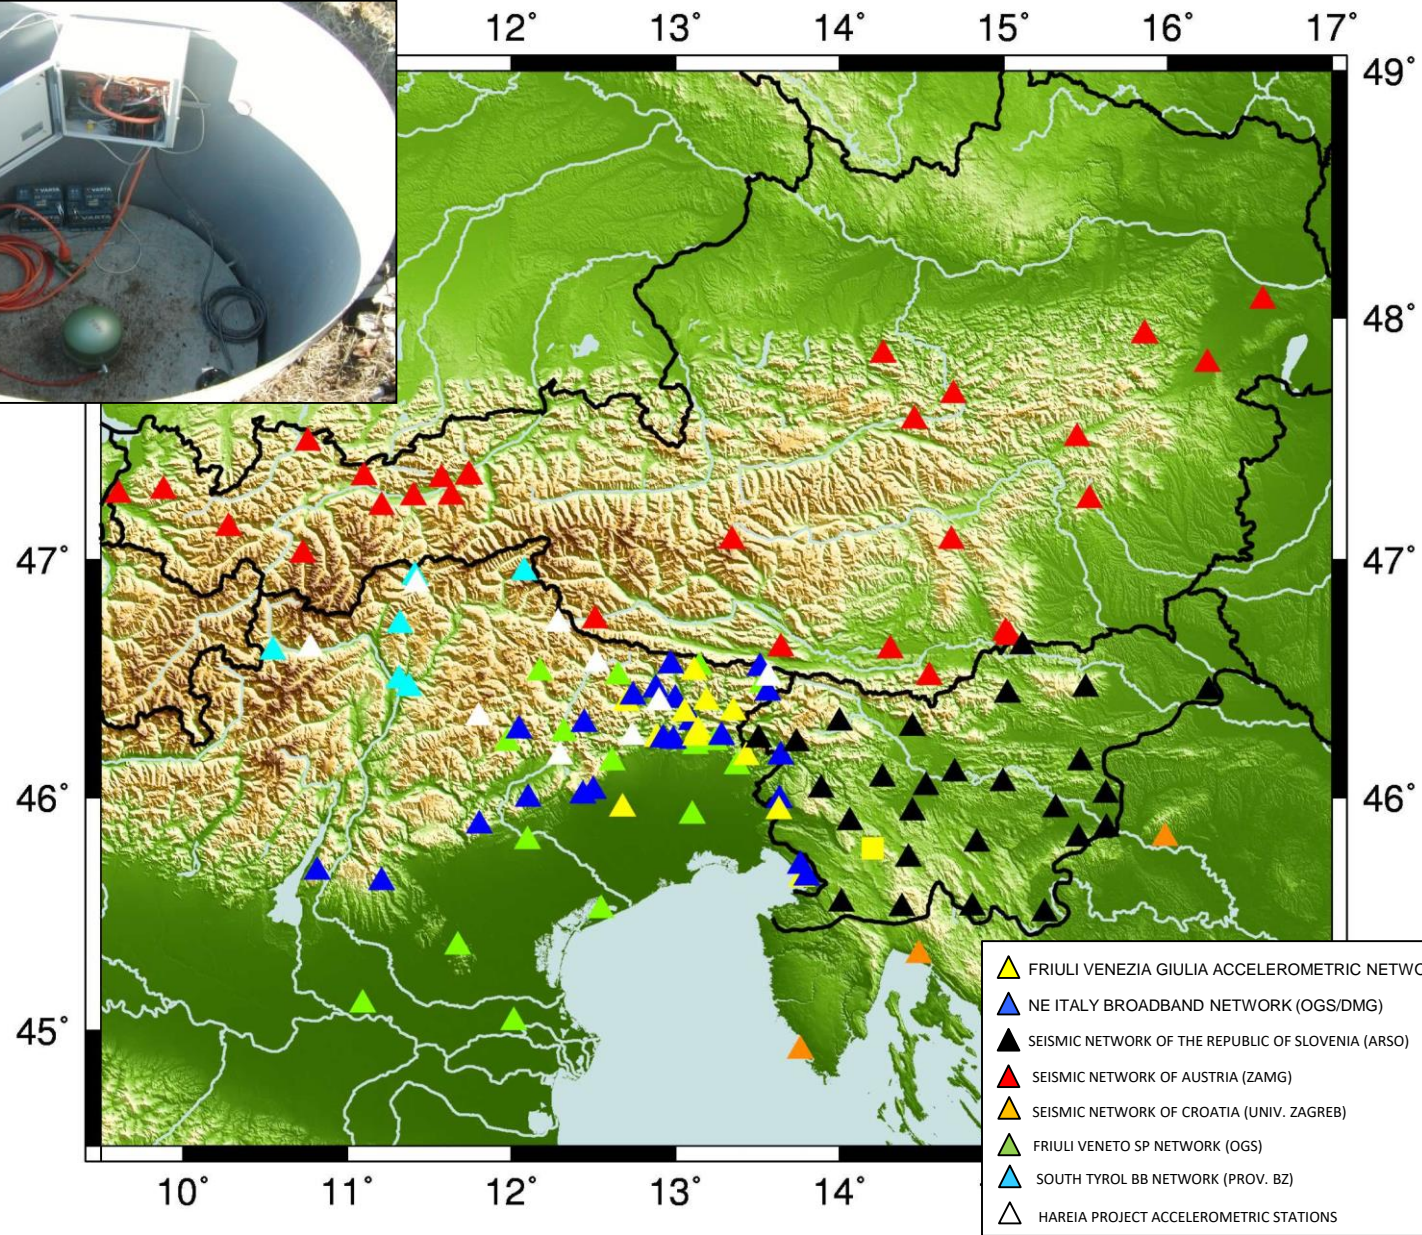 12° 13° 14° 15° 16° 17°
49°
VARTA
48°
47° 47°
46° 46°
45°
FRIULI VENEZIA GIULIA ACCELEROMETRIC
NE ITALY BROADBAND NETWORK (OGS/DMG)
SEISMIC NETWORK OF THE REPUBLIC OF SLOVENIA (ARSO)
SEISMIC NETWORK OF AUSTRIA (ZAMG)
SEISMIC NETWORK OF CROATIA (UNIV. ZAGREB)
FRIULI VENETO SP NETWORK (OGS)
SOUTH TYROL BB NETWORK (PROV. BZ)
HAREIA PROJECT ACCELEROMETRIC STATIONS
10° 11° 12° 13° 14°